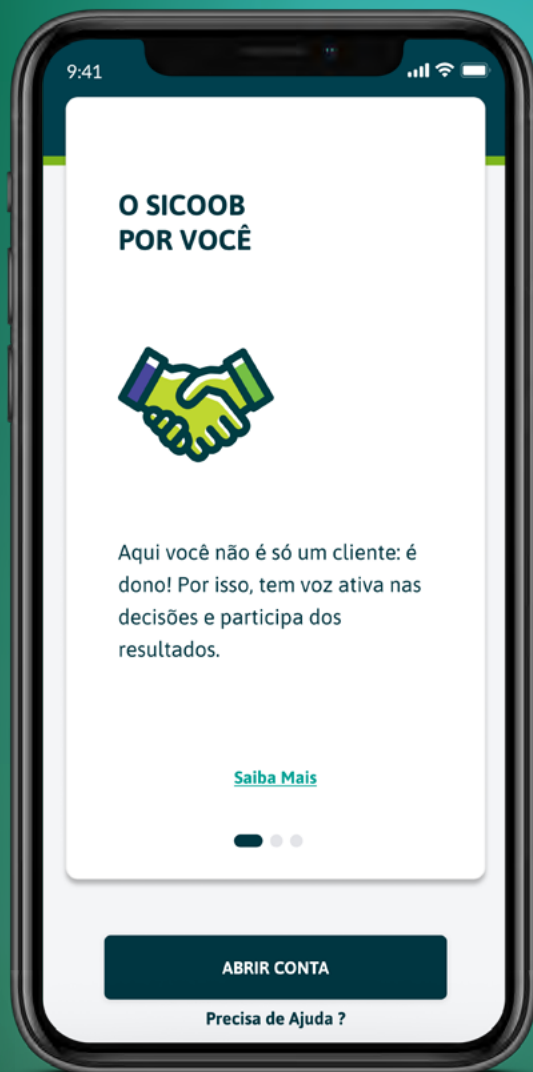 9:41
O SICOOB
POR VOCÊ
Aqui você não é só um cliente: é
dono! Por isso, tem voz ativa nas
decisões e participa dos
resultados.
Saiba Mais
ABRIR CONTA
Precisa de Ajuda ?